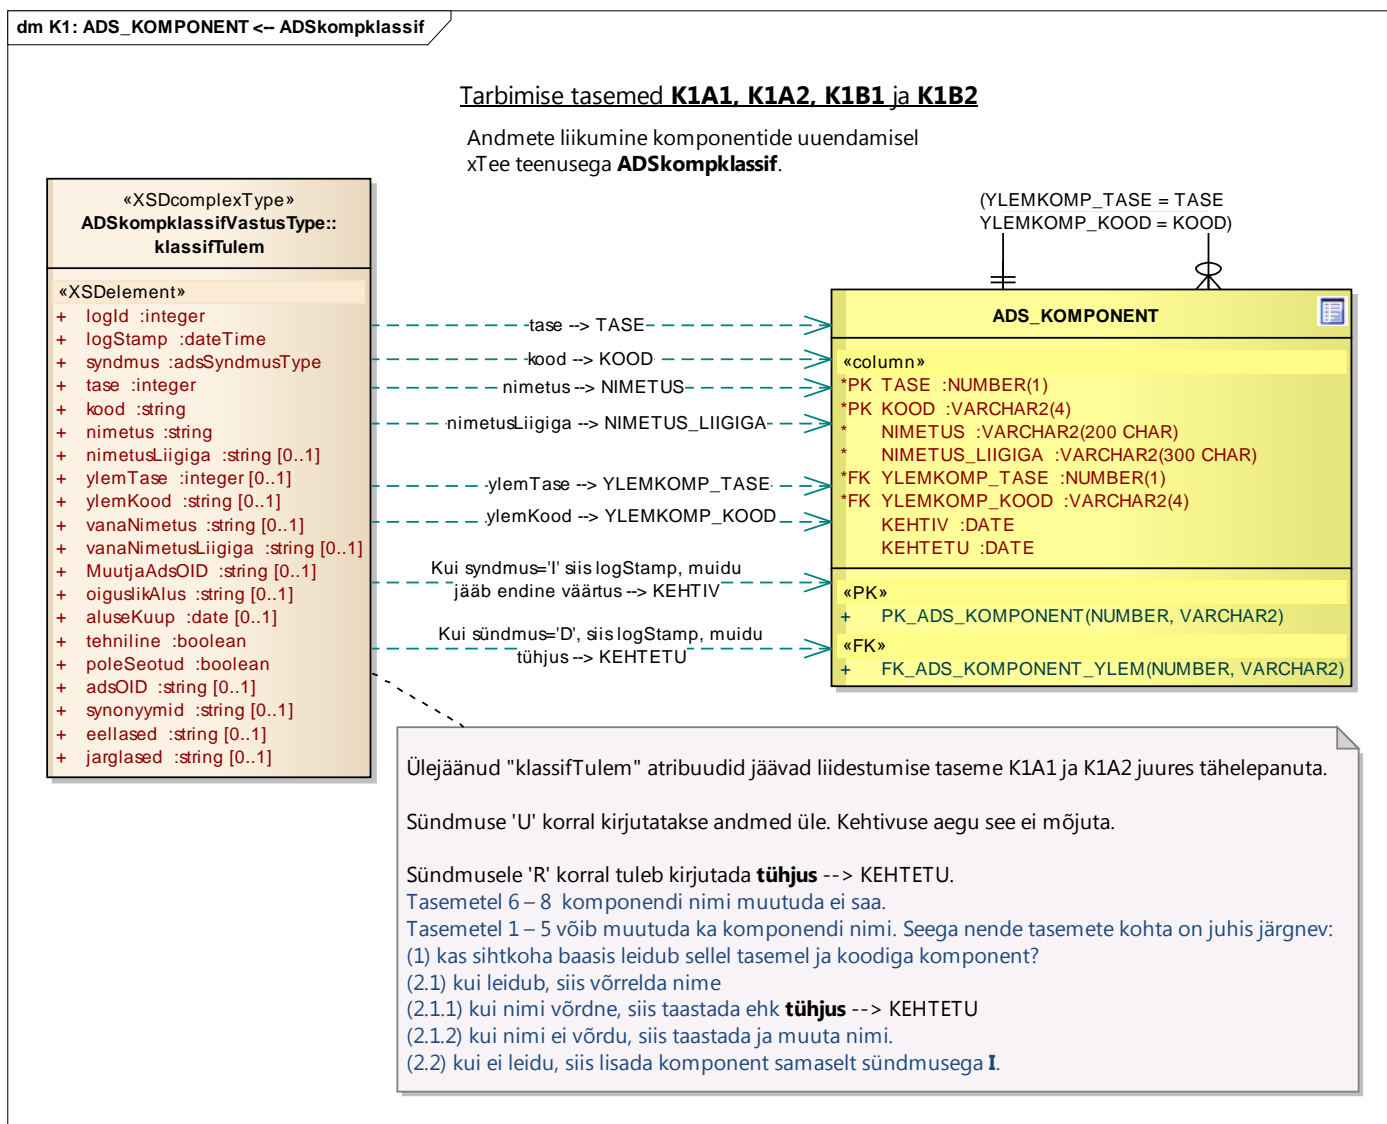 dm K1: ADS_KOMPONENT <-- ADSkompklassif
Tarbimise tasemed K1A1, K1A2, K1B1 ja K1B2
Andmete liikumine komponentide uuendamisel
xTee teenusega ADSkompklassif.
«XSDcomplexType»
ADSkompklassifVastusType::
klassifTulem
«XSDelement»
+ logId :integer
+ logStamp :dateTime
+ syndmus :adsSyndmusType
+ tase :integer
+ kood :string
+ nimetus :string
+ nimetusLiigiga :string [0..1]
+ ylemTase :integer [0..1]
+ ylemKood :string [0..1]
+ vanaNimetus :string [0..1]
+ vanaNimetusLiigiga :string [0..1]
+ MuutjaAdsOID :string [0..1]
+ oiguslikAlus :string [0..1]
+ aluseKuup :date [0..1]
+ tehniline :boolean
+ poleSeotud :boolean
+ adsOID :string [0..1]
+ synonyymid :string [0..1]
+ eellased :string [0..1]
+ jarglased :string [0..1]
tase --> TASE
kood --> KOOD
nimetus --> NIMETUS
nimetusLiigiga --> NIMETUS_LIIGIGA
ylemTase --> YLEMKOMP_TASE
ylemKood --> YLEMKOMP_KOOD
Kui syndmus='I' siis logStamp, muidu
jääb endine väärtus --> KEHTIV
Kui sündmus='D', siis logStamp, muidu
tühjus --> KEHTETU
(YLEMKOMP_TASE = TASE
YLEMKOMP_KOOD = KOOD)
ADS_KOMPONENT
«column»
*PK TASE :NUMBER(1)
*PK KOOD :VARCHAR2(4)
* NIMETUS :VARCHAR2(200 CHAR)
* NIMETUS_LIIGIGA :VARCHAR2(300 CHAR)
*FK YLEMKOMP_TASE :NUMBER(1)
*FK YLEMKOMP_KOOD :VARCHAR2(4)
KEHTIV :DATE
KEHTETU :DATE
«PK»
+ PK_ADS_KOMPONENT(NUMBER, VARCHAR2)
«FK»
+ FK_ADS_KOMPONENT_YLEM(NUMBER, VARCHAR2)
Ülejäänud "klassifTulem" atribuudid jäävad liidestumise taseme K1A1 ja K1A2 juures tähelepanuta.
Sündmuse 'U' korral kirjutatakse andmed üle. Kehtivuse aegu see ei mõjuta.
Sündmusele 'R' korral tuleb kirjutada tühjus --> KEHTETU.
Tasemetel 6 – 8 komponendi nimi muutuda ei saa.
Tasemetel 1 – 5 võib muutuda ka komponendi nimi. Seega nende tasemete kohta on juhis järgnev:
(1) kas sihtkoha baasis leidub sellel tasemel ja koodiga komponent?
(2.1) kui leidub, siis võrrelda nime
(2.1.1) kui nimi võrdne, siis taastada ehk tühjus --> KEHTETU
(2.1.2) kui nimi ei võrdu, siis taastada ja muuta nimi.
(2.2) kui ei leidu, siis lisada komponent samaselt sündmusega I.